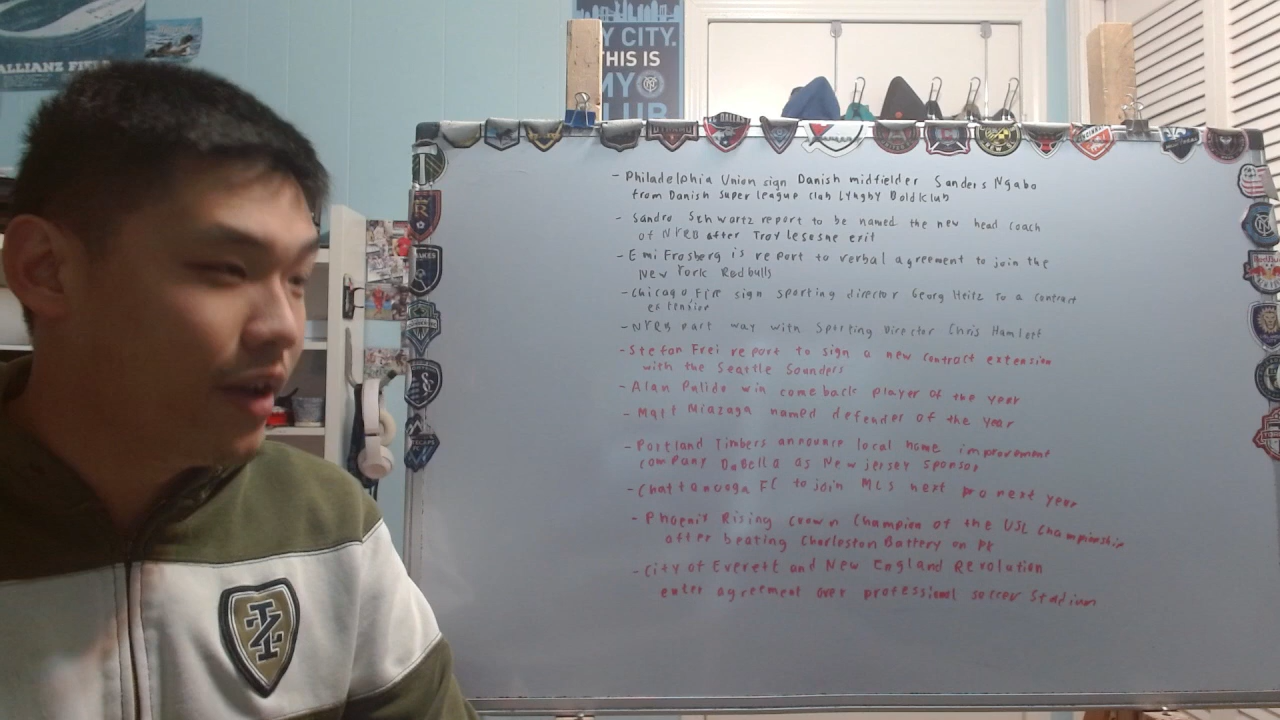 ALLIANZ FIELD
MY CITY.
THIS IS
MY
CLUB
- Philadelphia Union sign Danish midfielder Sanders Ngabo
from Danish Super league club Lyngby Boldklub
- Sandro Schwartz report to be named the new head coach
of NYRB after Troy Lesesne exit
- Emi Frosberg is report to verbal agreement to join the
New York Redbulls
- Chicago Fire sign sporting director Georg Heitz to a contract
extension
- NYRB part way with Sporting Director Chris Hamlett
- Stefan Frei report to sign a new contract extension
with the Seattle Sounders
- Alan Pulido win comeback player of the year
- Matt Miazaga named defender of the year
- Portland Timbers announce local home improvement
company DaBella as New jersey sponsor
- Chattanooga FC to join MLS next pro next year
- Phoenix Rising crown champion of the USL Championship
after beating Charleston Battery on PK
- City of Everett and New England Revolution
enter agreement over professional soccer Stadium